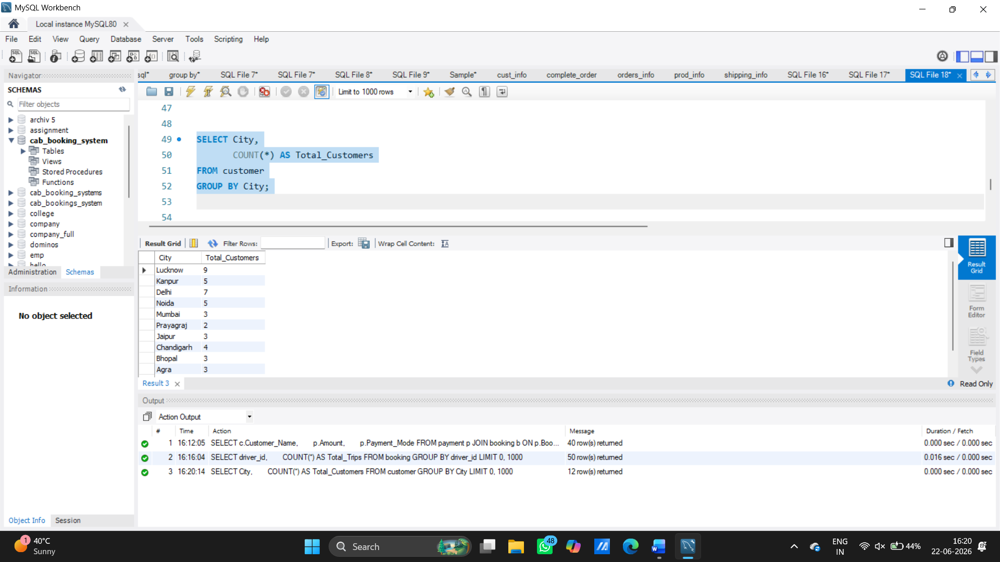 MySQL Workbench
Local instance MySQL80
File Edit View Query Database Server Tools Scripting Help
Navigator
SCHEMAS
Filter objects
archiv 5
assignment
cab_booking_system
Tables
Views
Stored Procedures
Functions
cab_booking_systems
cab_bookings_system
college
company
company_full
dominos
emp
hello
Administration Schemas
Information
No object selected
Object Info Session
sql* group by* SQL File 7* SQL File 7* SQL File 8* SQL File 9* Sample* cust_info complete_order orders_info prod_info shipping_info SQL File 16* SQL File 17* SQL File 18*
Limit to 1000 rows
47
48
49 SELECT City,
50 COUNT(*) AS Total_Customers
51 FROM customer
52 GROUP BY City;
53
54
Result Grid Filter Rows: Export: Wrap Cell Content:
City Total_Customers
Lucknow 9
Kanpur 5
Delhi 7
Noida 5
Mumbai 3
Prayagraj 2
Jaipur 3
Chandigarh 4
Bhopal 3
Agra 3
Result
Grid
Form
Editor
Field
Types
Result 3
Read Only
Output
Action Output
# Time Action Message Duration / Fetch
1 16:12:05 SELECT c.Customer_Name, p.Amount, p.Payment_Mode FROM payment p JOIN booking b ON p.Boo... 40 row(s) returned 0.000 sec / 0.000 sec
2 16:16:04 SELECT driver_id, COUNT(*) AS Total_Trips FROM booking GROUP BY driver_id LIMIT 0, 1000 50 row(s) returned 0.016 sec / 0.000 sec
3 16:20:14 SELECT City, COUNT(*) AS Total_Customers FROM customer GROUP BY City LIMIT 0, 1000 12 row(s) returned 0.000 sec / 0.000 sec
1
40°C
Sunny
Search
48
ENG
IN
44%
16:20
22-06-2026